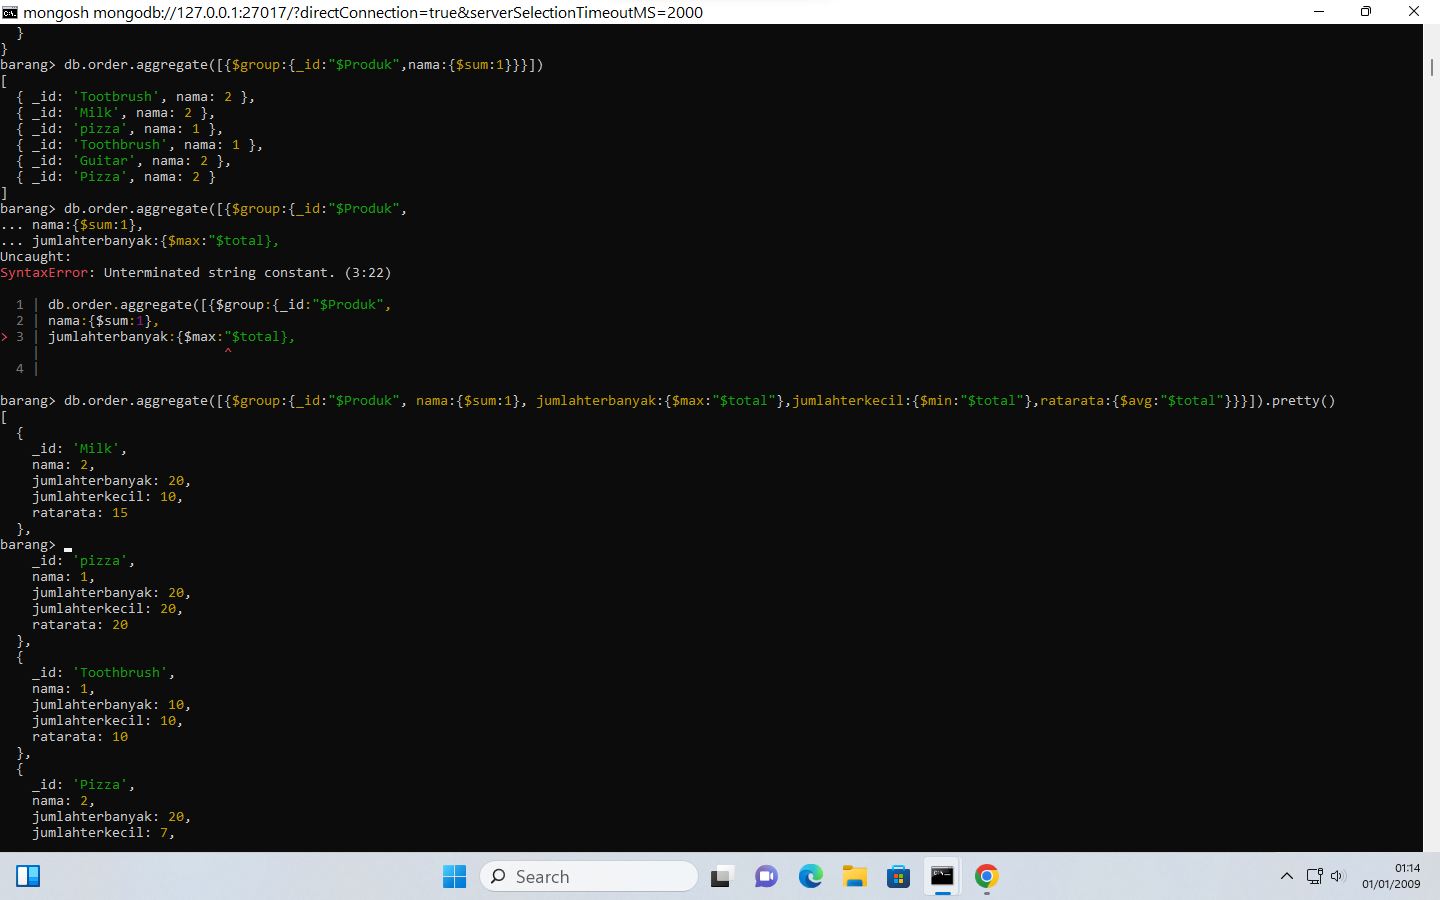 mongosh mongodb://127.0.0.1:27017/?directConnection=true&serverSelectionTimeoutMS=2000
  }
}
barang> db.order.aggregate([{$group:{_id:"$Produk",nama:{$sum:1}}}])
[
  { _id: 'Tootbrush', nama: 2 },
  { _id: 'Milk', nama: 2 },
  { _id: 'pizza', nama: 1 },
  { _id: 'Toothbrush', nama: 1 },
  { _id: 'Guitar', nama: 2 },
  { _id: 'Pizza', nama: 2 }
]
barang> db.order.aggregate([{$group:{_id:"$Produk",
... nama:{$sum:1},
... jumlahterbanyak:{$max:"$total},
Uncaught:
SyntaxError: Unterminated string constant. (3:22)
  1 | db.order.aggregate([{$group:{_id:"$Produk",
  2 | nama:{$sum:1},
> 3 | jumlahterbanyak:{$max:"$total},
    |                       ^
  4 |
barang> db.order.aggregate([{$group:{_id:"$Produk", nama:{$sum:1}, jumlahterbanyak:{$max:"$total"},jumlahterkecil:{$min:"$total"},ratarata:{$avg:"$total"}}}]).pretty()
[
  {
    _id: 'Milk',
    nama: 2,
    jumlahterbanyak: 20,
    jumlahterkecil: 10,
    ratarata: 15
  },
barang>
    _id: 'pizza',
    nama: 1,
    jumlahterbanyak: 20,
    jumlahterkecil: 20,
    ratarata: 20
  },
  {
    _id: 'Toothbrush',
    nama: 1,
    jumlahterbanyak: 10,
    jumlahterkecil: 10,
    ratarata: 10
  },
  {
    _id: 'Pizza',
    nama: 2,
    jumlahterbanyak: 20,
    jumlahterkecil: 7,
Search
01:14
01/01/2009